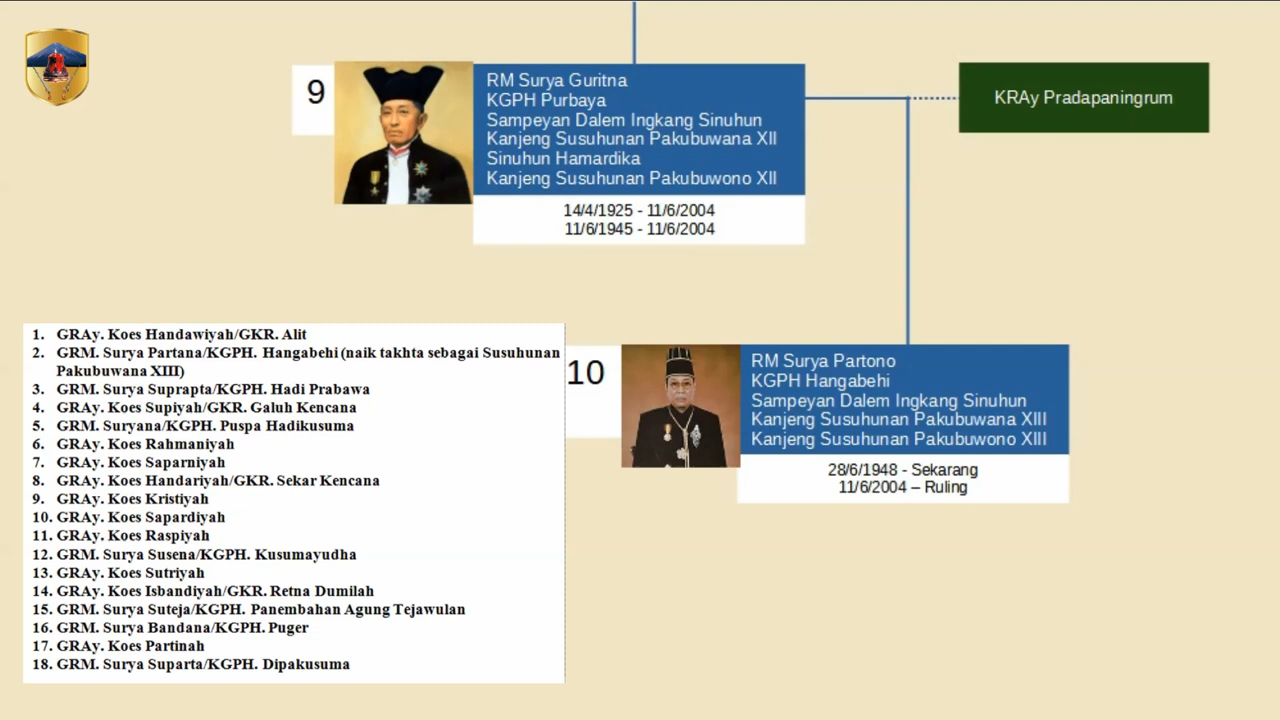 9
RM Surya Guritna
KGPH Purbaya
Sampeyan Dalem Ingkang Sinuhun
Kanjeng Susuhunan Pakubuwana XII
Sinuhun Hamardika
Kanjeng Susuhunan Pakubuwono XII
14/4/1925 - 11/6/2004
11/6/1945 - 11/6/2004
KRAy Pradapaningrum
1. GRAy. Koes Handawiyah/GKR. Alit
2. GRM. Surya Partana/KGPH. Hangabehi (naik takhta sebagai Susuhunan
Pakubuwana XIII)
3. GRM. Surya Suprapta/KGPH. Hadi Prabawa
4. GRAy. Koes Supiyah/GKR. Galuh Kencana
5. GRM. Suryana/KGPH. Puspa Hadikusuma
6. GRAy. Koes Rahmaniyah
7. GRAy. Koes Saparniyah
8. GRAy. Koes Handariyah/GKR. Sekar Kencana
9. GRAy. Koes Kristiyah
10. GRAy. Koes Sapardiyah
11. GRAy. Koes Raspiyah
12. GRM. Surya Susena/KGPH. Kusumayudha
13. GRAy. Koes Sutriyah
14. GRAy. Koes Isbandiyah/GKR. Retna Dumilah
15. GRM. Surya Suteja/KGPH. Panembahan Agung Tejawulan
16. GRM. Surya Bandana/KGPH. Puger
17. GRAy. Koes Partinah
18. GRM. Surya Suparta/KGPH. Dipakusuma
10
RM Surya Partono
KGPH Hangabehi
Sampeyan Dalem Ingkang Sinuhun
Kanjeng Susuhunan Pakubuwana XIII
Kanjeng Susuhunan Pakubuwono XIII
28/6/1948 - Sekarang
11/6/2004 – Ruling